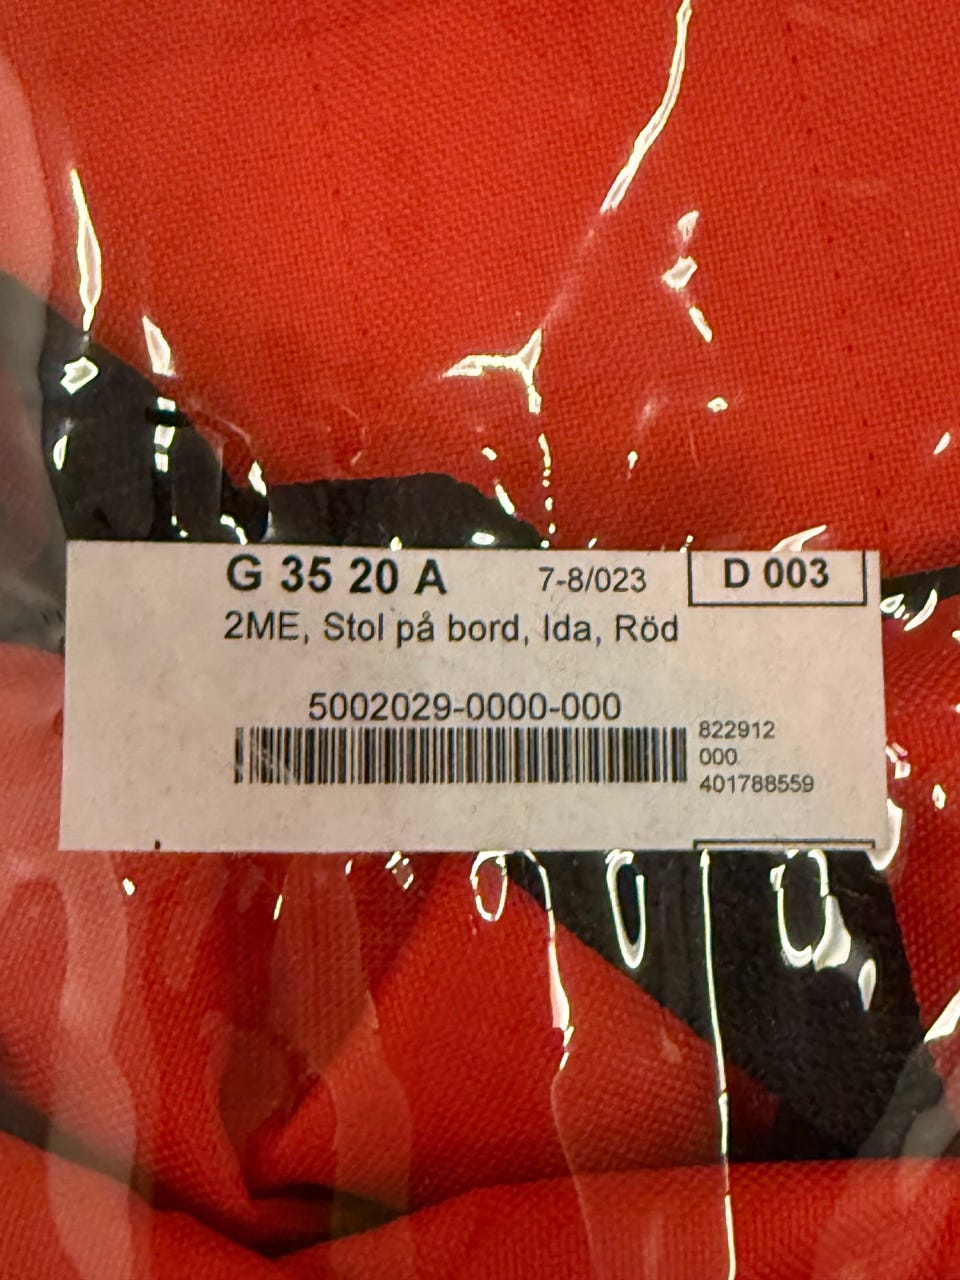 G 35 20 A 7-8/023 D 003
2ME, Stol på bord, Ida, Röd
5002029-0000-000
822912
000
401788559